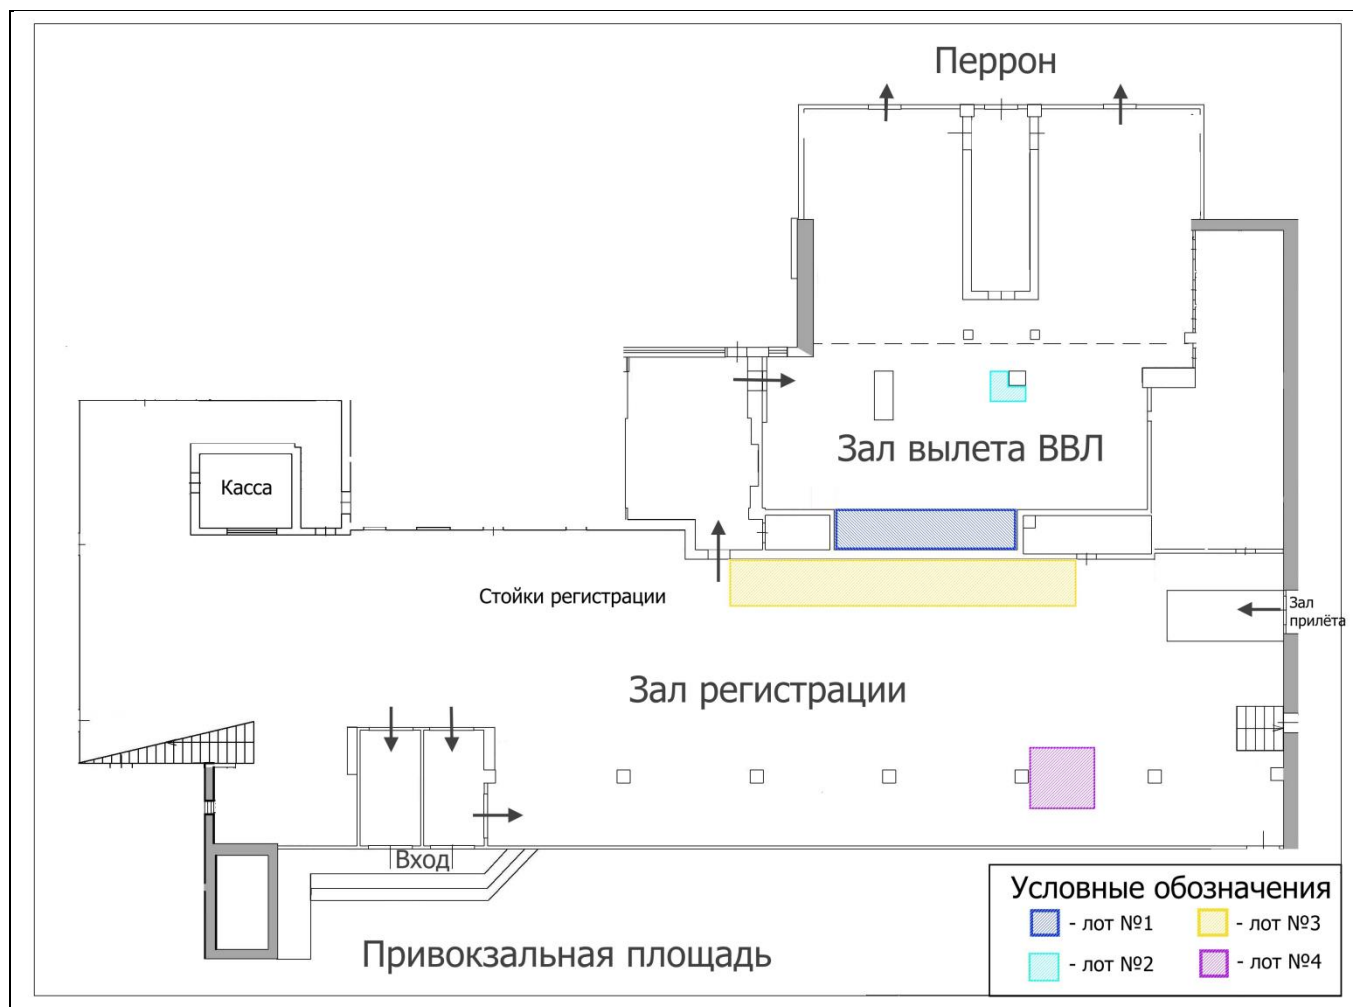 Перрон
Зал вылета ВВЛ
Касса
Стойки регистрации
Зал
прилёта
Зал регистрации
Вход
Привокзальная площадь
Условные обозначения
- лот №1
- лот №3
- лот №2
- лот №4